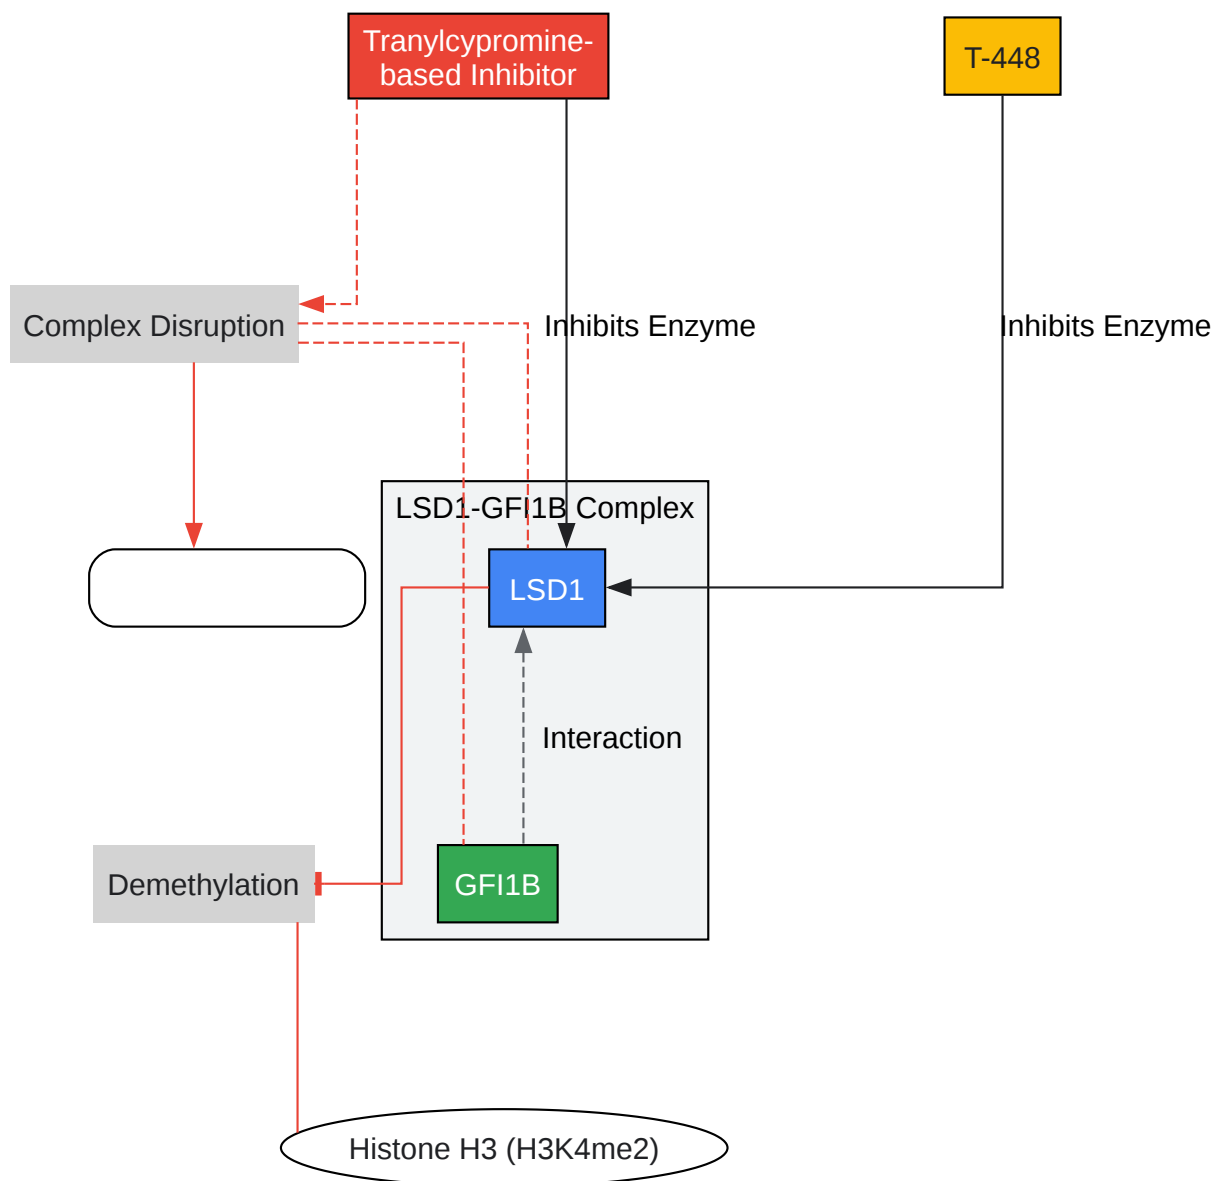 Tranylcypromine-
based Inhibitor
T-448
Complex Disruption
Inhibits Enzyme
Inhibits Enzyme
LSD1-GFI1B Complex
LSD1
Interaction
Demethylation
GFI1B
Histone H3 (H3K4me2)